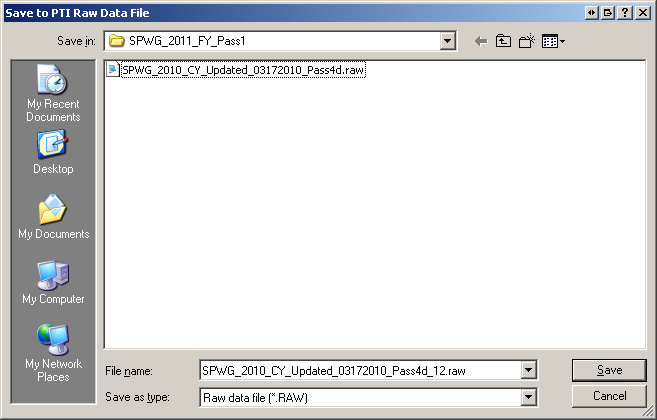 Save to PTI Raw Data File
Save in: SPWG_2011_FY_Pass1
SPWG_2010_CY_Updated_03172010_Pass4d.raw
My Recent
Documents
Desktop
My Documents
My Computer
My Network
Places
File name: SPWG_2010_CY_Updated_03172010_Pass4d_12.raw Save
Save as type: Raw data file (*.RAW) Cancel